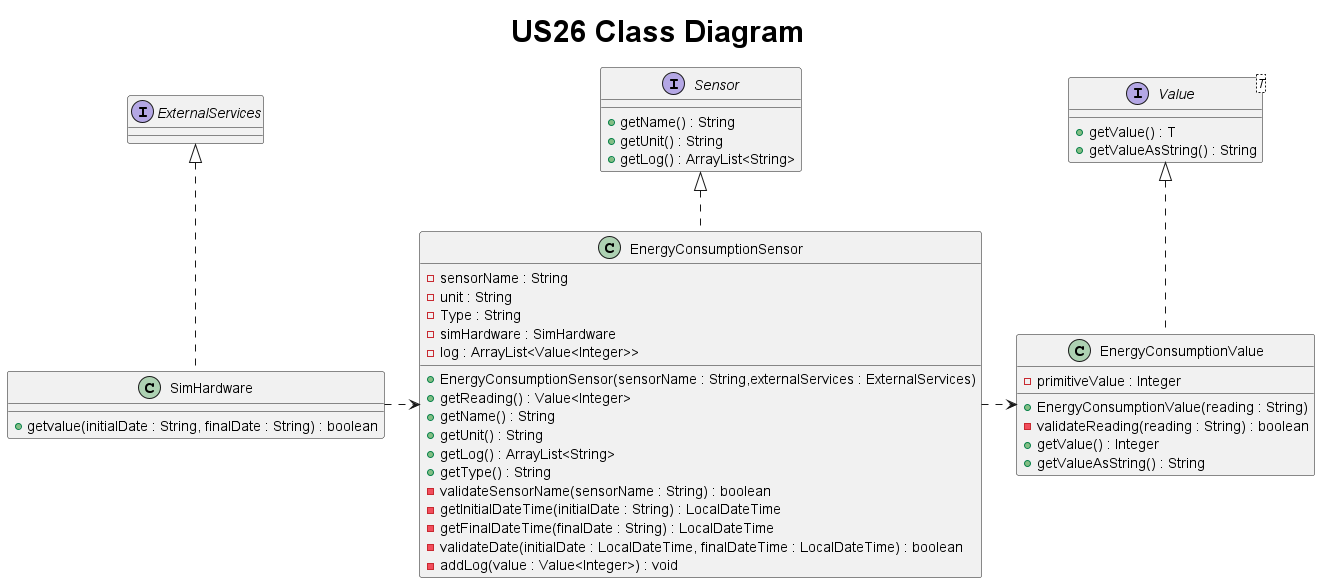 US26 Class Diagram
I ExternalServices
I Sensor
getName() : String
getUnit() : String
getLog() : ArrayList<String>
I Value T
getValue() : T
getValueAsString() : String
C SimHardware
getvalue(initialDate : String, finalDate : String) : boolean
C EnergyConsumptionSensor
sensorName : String
unit : String
Type : String
simHardware : SimHardware
log : ArrayList<Value<Integer>>
EnergyConsumptionSensor(sensorName : String,externalServices : ExternalServices)
getReading() : Value<Integer>
getName() : String
getUnit() : String
getLog() : ArrayList<String>
getType() : String
validateSensorName(sensorName : String) : boolean
getInitialDateTime(initialDate : String) : LocalDateTime
getFinalDateTime(finalDate : String) : LocalDateTime
validateDate(initialDate : LocalDateTime, finalDateTime : LocalDateTime) : boolean
addLog(value : Value<Integer>) : void
C EnergyConsumptionValue
primitiveValue : Integer
EnergyConsumptionValue(reading : String)
validateReading(reading : String) : boolean
getValue() : Integer
getValueAsString() : String